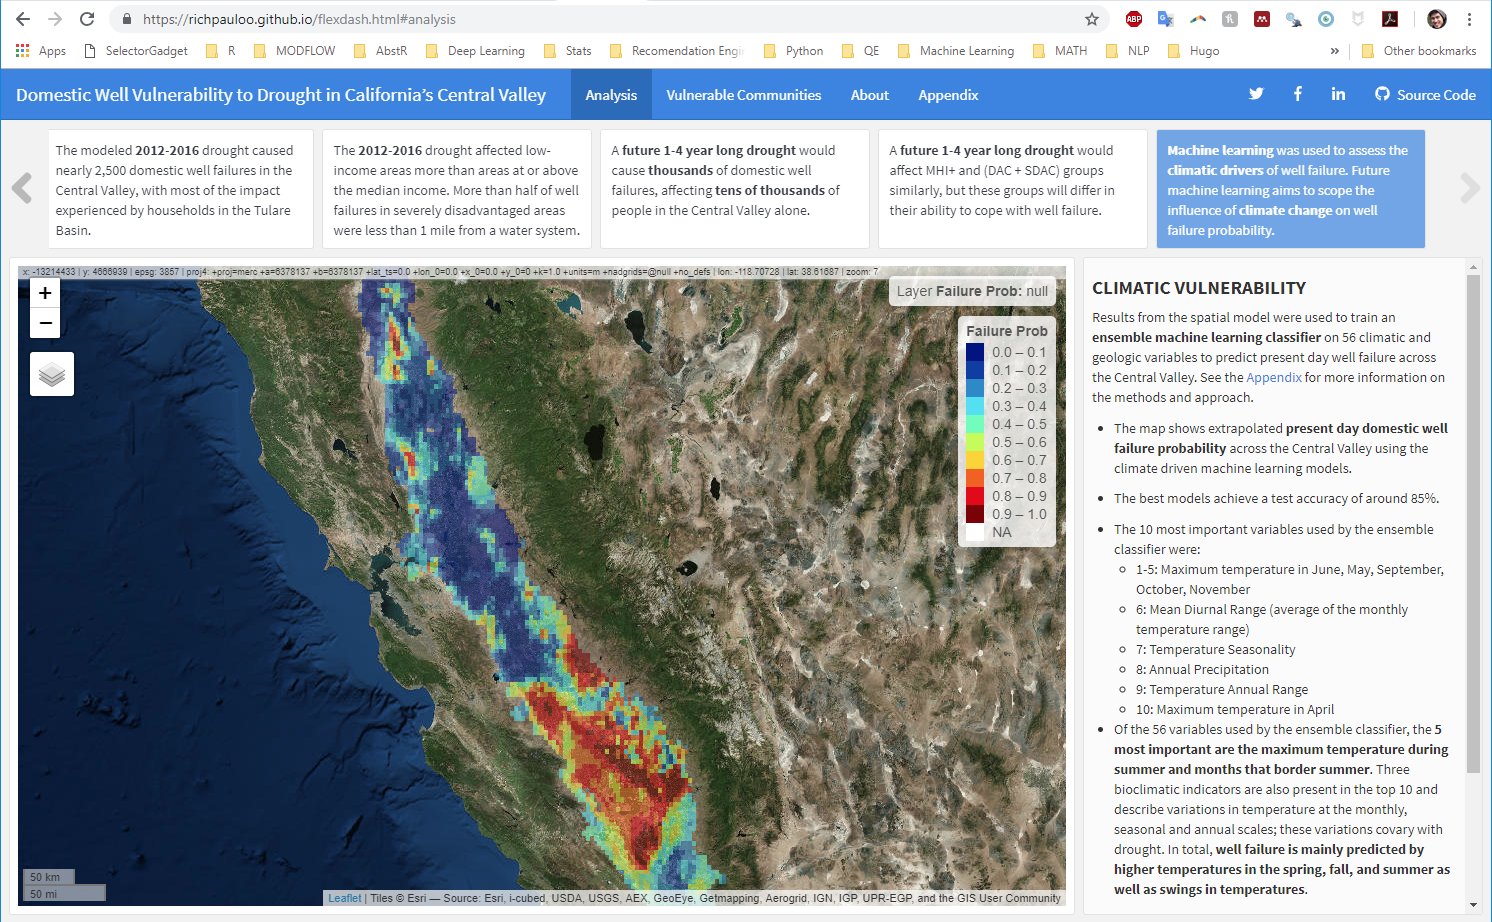 https://richpauloo.github.io/flexdash.html#analysis
ABP
Apps SelectorGadget R MODFLOW AbstR Deep Learning Stats Recomendation Engi Python QE Machine Learning MATH NLP Hugo » Other bookmarks
Domestic Well Vulnerability to Drought in California's Central Valley Analysis Vulnerable Communities About Appendix Source Code
The modeled 2012-2016 drought caused
nearly 2,500 domestic well failures in the
Central Valley, with most of the impact
experienced by households in the Tulare
Basin.
The 2012-2016 drought affected low-
income areas more than areas at or above
the median income. More than half of well
failures in severely disadvantaged areas
were less than 1 mile from a water system.
A future 1-4 year long drought would
cause thousands of domestic well
failures, affecting tens of thousands of
people in the Central Valley alone.
A future 1-4 year long drought would
affect MHI+ and (DAC + SDAC) groups
similarly, but these groups will differ in
their ability to cope with well failure.
Machine learning was used to assess the
climatic drivers of well failure. Future
machine learning aims to scope the
influence of climate change on well
failure probability.
x: -13214433 | y: 4666939 | epsg: 3857 | proj4: +proj=merc +a=6378137 +b=6378137 +lat_ts=0.0 +lon_0=0.0 +x_0=0.0 +y_0=0 +k=1.0 +units=m +nadgrids=@null +no_defs | lon: -118.70728 | lat: 38.61687 | zoom: 7
+
−
Layer Failure Prob: null
Failure Prob
0.0 – 0.1
0.1 – 0.2
0.2 – 0.3
0.3 – 0.4
0.4 – 0.5
0.5 – 0.6
0.6 – 0.7
0.7 – 0.8
0.8 – 0.9
0.9 – 1.0
NA
50 km
50 mi
Leaflet | Tiles © Esri — Source: Esri, i-cubed, USDA, USGS, AEX, GeoEye, Getmapping, Aerogrid, IGN, IGP, UPR-EGP, and the GIS User Community
CLIMATIC VULNERABILITY
Results from the spatial model were used to train an
ensemble machine learning classifier on 56 climatic and
geologic variables to predict present day well failure across
the Central Valley. See the Appendix for more information on
the methods and approach.
• The map shows extrapolated present day domestic well
failure probability across the Central Valley using the
climate driven machine learning models.
• The best models achieve a test accuracy of around 85%.
• The 10 most important variables used by the ensemble
classifier were:
◦ 1-5: Maximum temperature in June, May, September,
October, November
◦ 6: Mean Diurnal Range (average of the monthly
temperature range)
◦ 7: Temperature Seasonality
◦ 8: Annual Precipitation
◦ 9: Temperature Annual Range
◦ 10: Maximum temperature in April
• Of the 56 variables used by the ensemble classifier, the 5
most important are the maximum temperature during
summer and months that border summer. Three
bioclimatic indicators are also present in the top 10 and
describe variations in temperature at the monthly,
seasonal and annual scales; these variations covary with
drought. In total, well failure is mainly predicted by
higher temperatures in the spring, fall, and summer as
well as swings in temperatures.